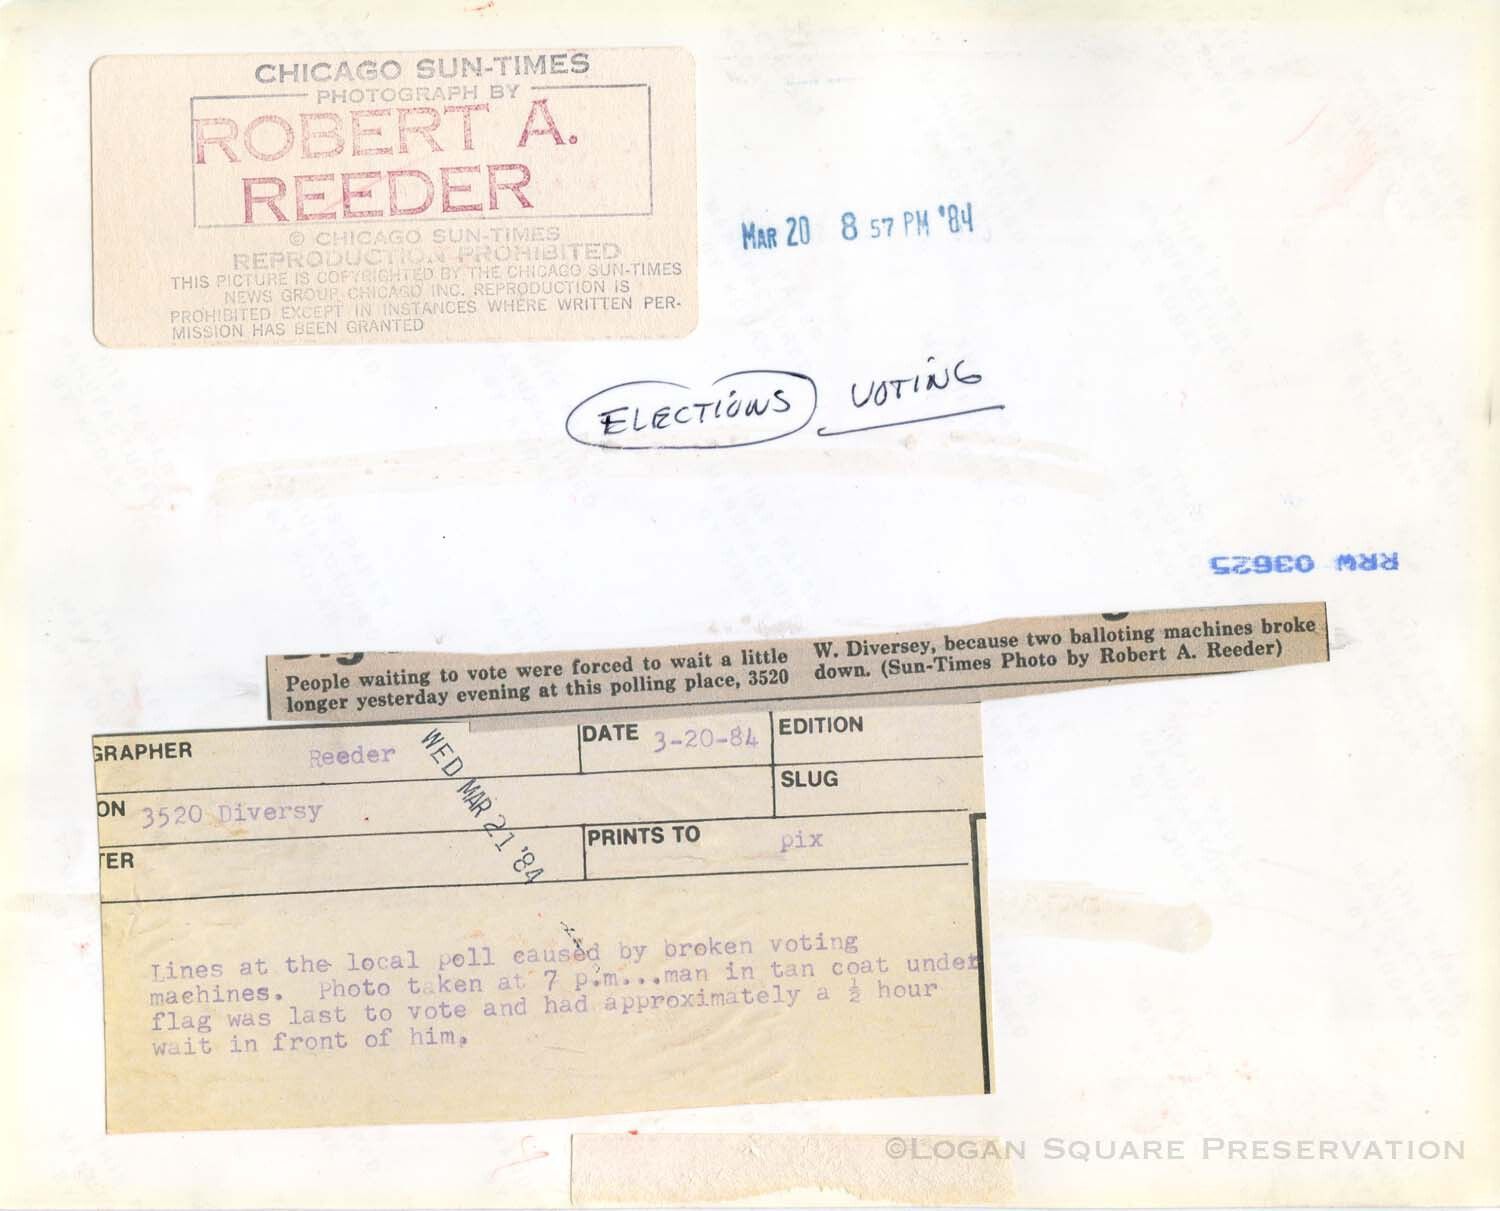 CHICAGO SUN-TIMES
PHOTOGRAPH BY
ROBERT A.
REEDER
© CHICAGO SUN-TIMES
REPRODUCTION PROHIBITED
THIS PICTURE IS COPYRIGHTED BY THE CHICAGO SUN-TIMES
NEWS GROUP CHICAGO INC. REPRODUCTION IS
PROHIBITED EXCEPT IN INSTANCES WHERE WRITTEN PER-
MISSION HAS BEEN GRANTED
MAR 20 8 57 PM '84
ELECTIONS VOTING
RRW 03625
People waiting to vote were forced to wait a little
longer yesterday evening at this polling place, 3520
W. Diversey, because two balloting machines broke
down. (Sun-Times Photo by Robert A. Reeder)
GRAPHER Reeder
DATE 3-20-84
EDITION
WED MAR 21 '84
ON 3520 Diversy
SLUG
TER
PRINTS TO pix
Lines at the local poll caused by broken voting
machines. Photo taken at 7 p.m...man in tan coat under
flag was last to vote and had approximately a ½ hour
wait in front of him.
©LOGAN SQUARE PRESERVATION